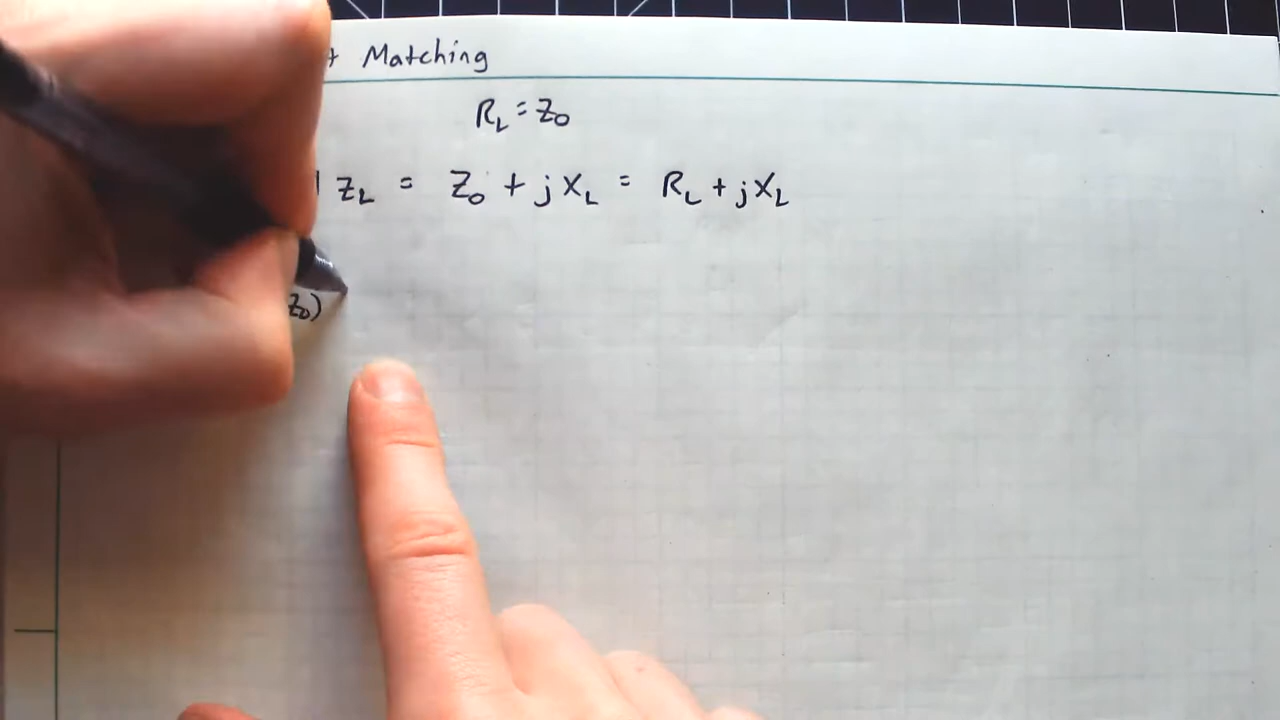 Matching
R_L = Z_0
Z_L = Z_0 + j X_L = R_L + j X_L
Z_0)